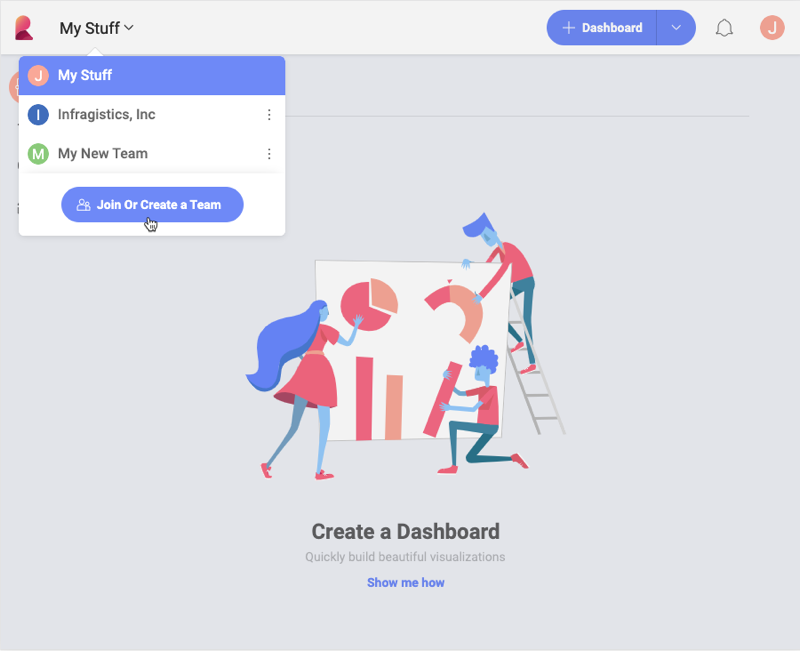 My Stuff
Dashboard
J
J My Stuff
I Infragistics, Inc
M My New Team
Join Or Create a Team
Create a Dashboard
Quickly build beautiful visualizations
Show me how